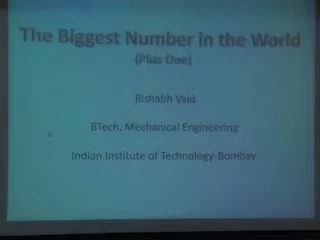 The Biggest Number in the World
(Plus One)
Rishabh Vaid
BTech, Mechanical Engineering
Indian Institute of Technology-Bombay